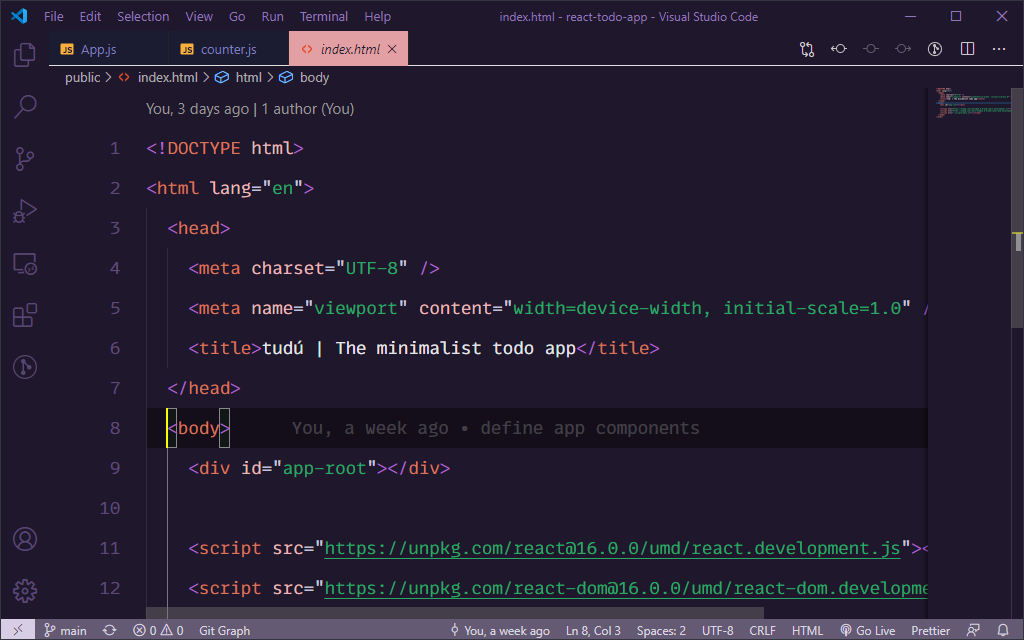 File Edit Selection View Go Run Terminal Help index.html - react-todo-app - Visual Studio Code
JS App.js JS counter.js <> index.html
public > <> index.html > html > body
You, 3 days ago | 1 author (You)
1 <!DOCTYPE html>
2 <html lang="en">
3 <head>
4 <meta charset="UTF-8" />
5 <meta name="viewport" content="width=device-width, initial-scale=1.0" /
6 <title>tudú | The minimalist todo app</title>
7 </head>
8 <body> You, a week ago • define app components
9 <div id="app-root"></div>
10
11 <script src="https://unpkg.com/react@16.0.0/umd/react.development.js"><
12 <script src="https://unpkg.com/react-dom@16.0.0/umd/react-dom.developme
main 0 0 Git Graph You, a week ago Ln 8, Col 3 Spaces: 2 UTF-8 CRLF HTML Go Live Prettier